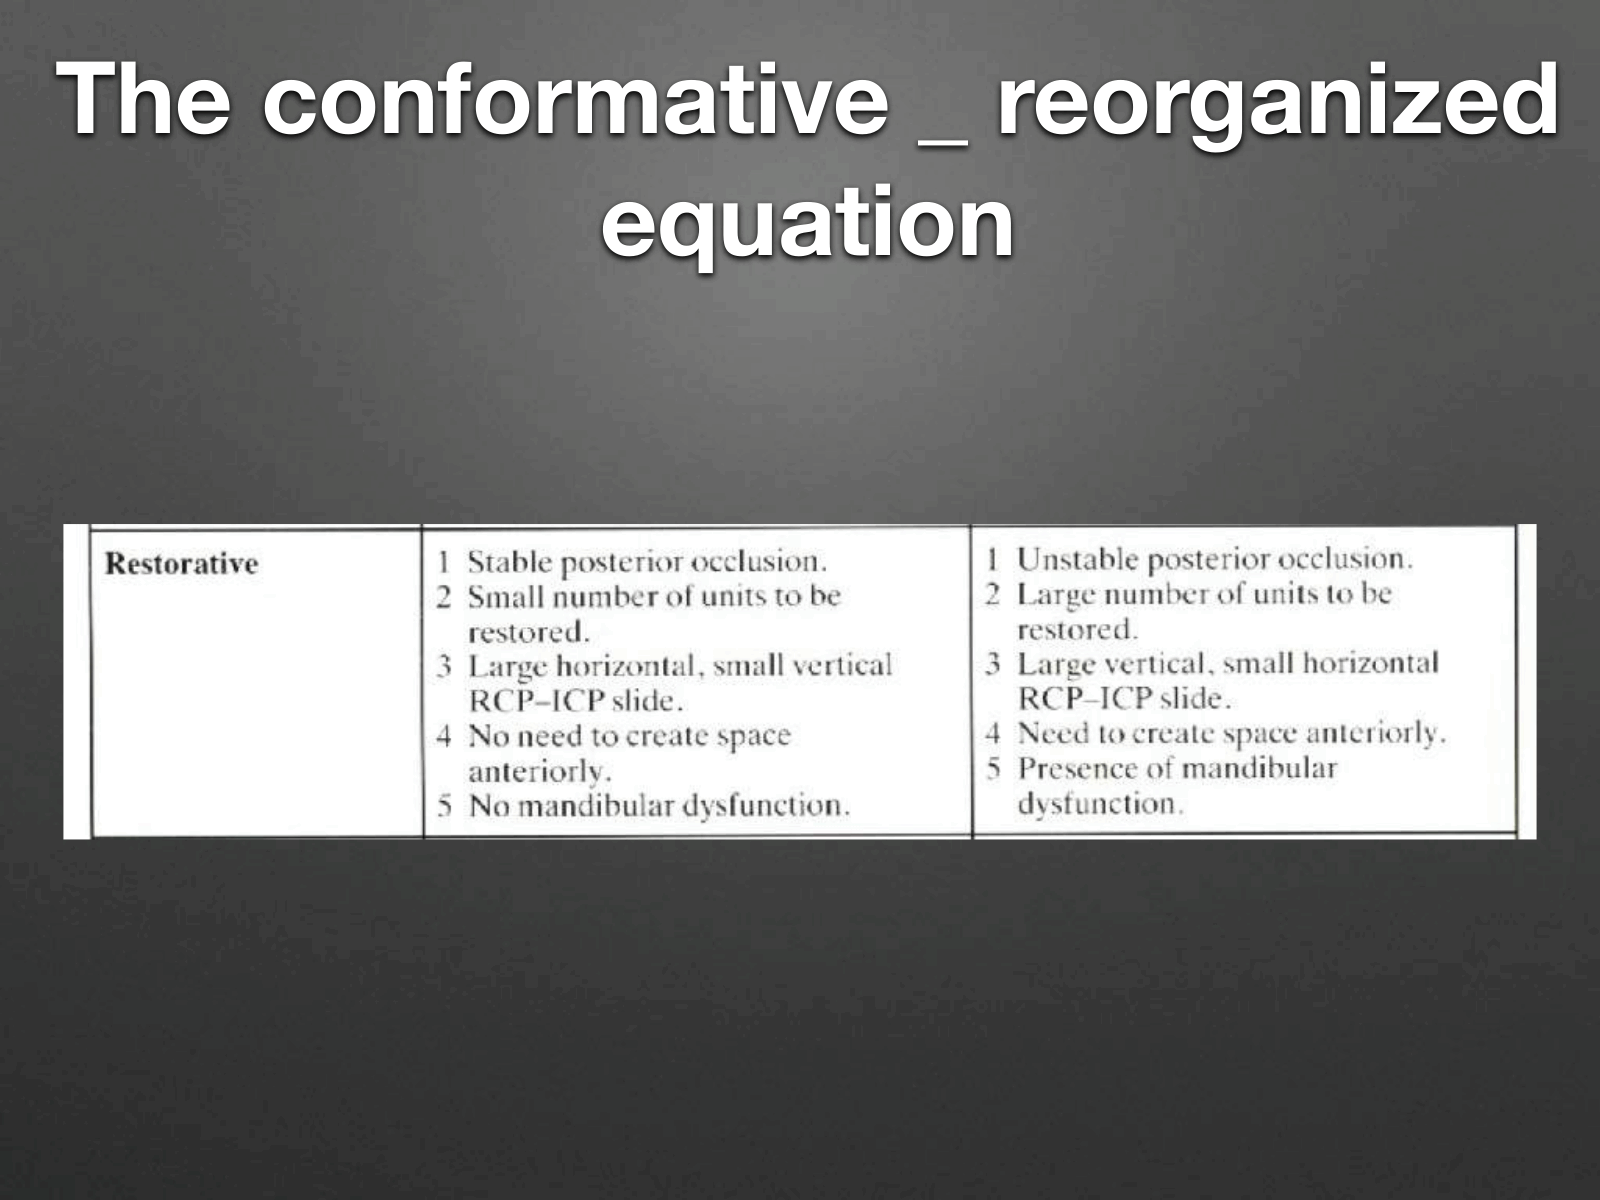 The conformative _ reorganized
equation
Restorative
1 Stable posterior occlusion.
2 Small number of units to be
restored.
3 Large horizontal, small vertical
RCP–ICP slide.
4 No need to create space
anteriorly.
5 No mandibular dysfunction.
1 Unstable posterior occlusion.
2 Large number of units to be
restored.
3 Large vertical, small horizontal
RCP–ICP slide.
4 Need to create space anteriorly.
5 Presence of mandibular
dysfunction.